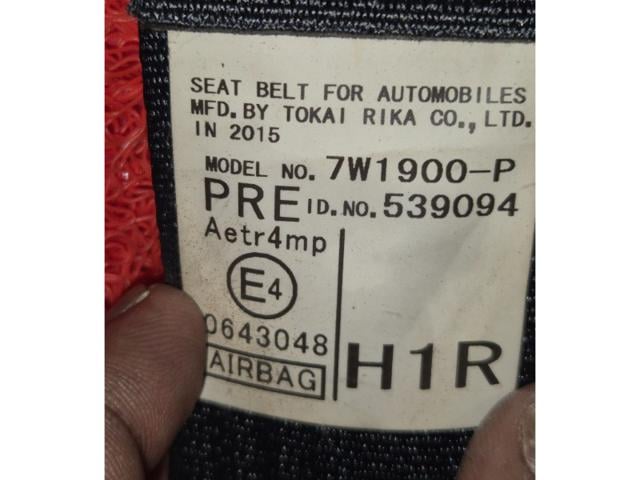 SEAT BELT FOR AUTOMOBILES
MFD. BY TOKAI RIKA CO., LTD.
IN 2015
MODEL NO. 7W1900-P
PRE ID. NO. 539094
Aetr4mp
E4
0643048
AIRBAG
H1R